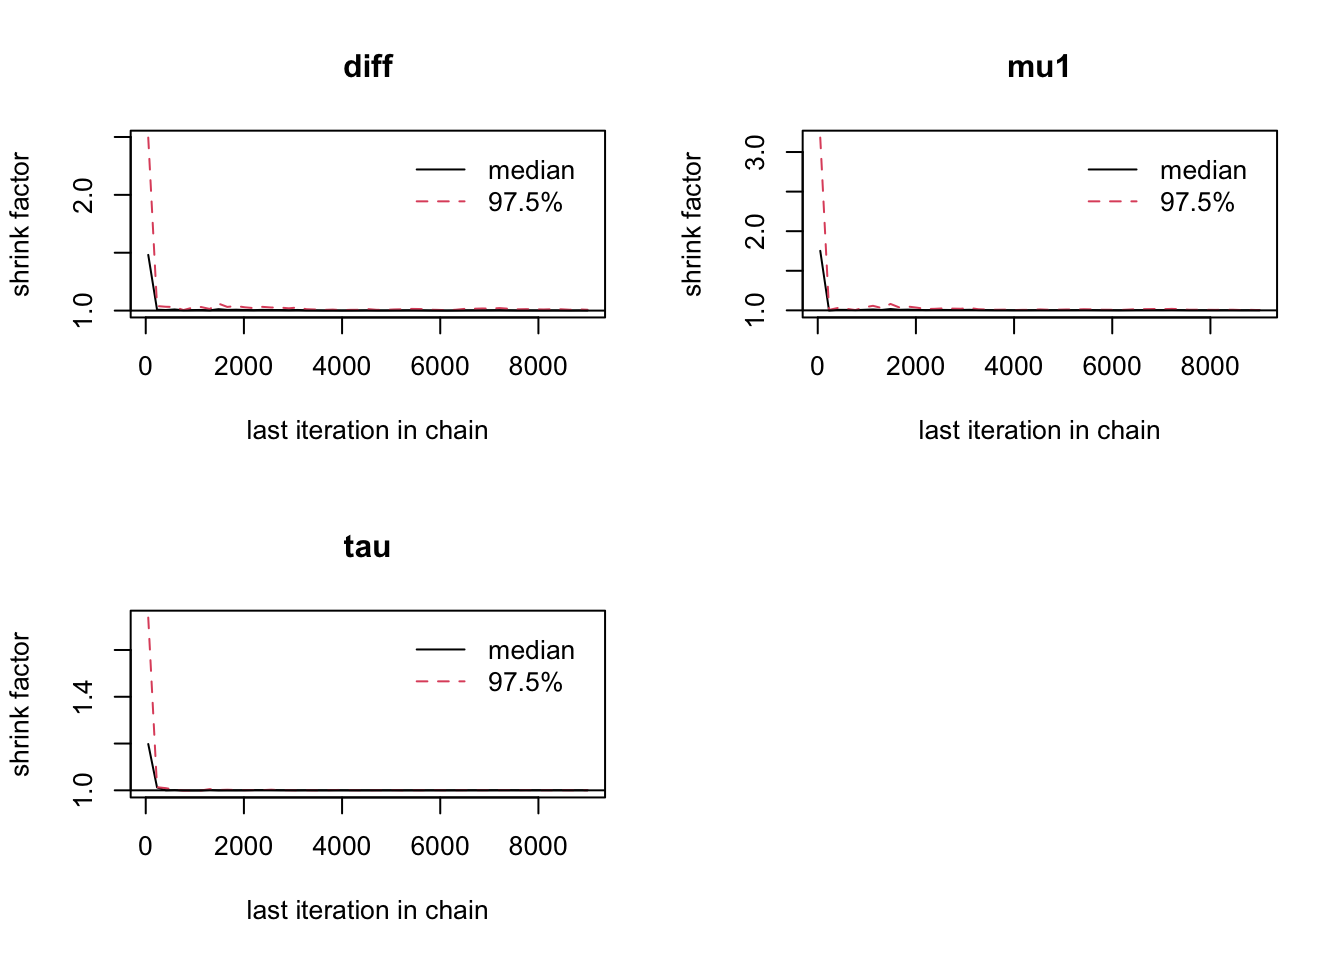 diff
shrink factor
1.0
2.0
median
97.5%
0 2000 4000 6000 8000
last iteration in chain
mu1
shrink factor
1.0
2.0
3.0
median
97.5%
0 2000 4000 6000 8000
last iteration in chain
tau
shrink factor
1.0
1.4
median
97.5%
0 2000 4000 6000 8000
last iteration in chain